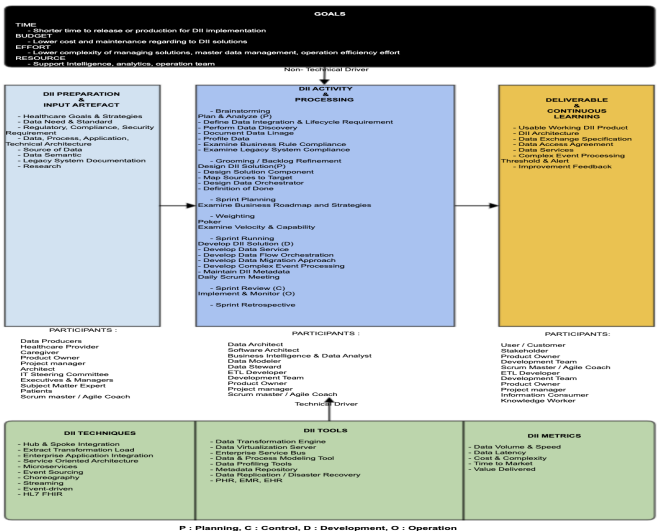 GOALS
TIME
- Shorter time to release or production for DII implementation
BUDGET
- Lower cost and maintenance regarding to DII solutions
EFFORT
- Lower complexity of managing solutions, master data management, operation efficiency effort
RESOURCE
- Support Intelligence, analytics, operation team
Non- Technical Driver
DII PREPARATION
&
INPUT ARTEFACT
- Healthcare Goals & Strategies
- Data Need & Standard
- Regulatory, Compliance, Security
Requirement
- Data, Process, Application,
Technical Architecture
- Source of Data
- Data Semantic
- Legacy System Documentation
- Research
DII ACTIVITY
&
PROCESSING
- Brainstorming
Plan & Analyze (P)
- Define Data Integration & Lifecycle Requirement
- Perform Data Discovery
- Document Data Linage
- Profile Data
- Examine Business Rule Compliance
- Examine Legacy System Compliance
- Grooming / Backlog Refinement
Design DII Solution(P)
- Design Solution Component
- Map Sources to Target
- Design Data Orchestrator
- Definition of Done
- Sprint Planning
Examine Business Roadmap and Strategies
- Weighting
Poker
Examine Velocity & Capability
- Sprint Running
Develop DII Solution (D)
- Develop Data Service
- Develop Data Flow Orchestration
- Develop Data Migration Approach
- Develop Complex Event Processing
- Maintain DII Metadata
Daily Scrum Meeting
- Sprint Review (C)
Implement & Monitor (O)
- Sprint Retrospective
DELIVERABLE
&
CONTINUOUS
LEARNING
- Usable Working DII Product
- DII Architecture
- Data Exchange Specification
- Data Access Agreement
- Data Services
- Complex Event Processing
Threshold & Alert
- Improvement Feedback
PARTICIPANTS :
Data Producers
Healthcare Provider
Caregiver
Product Owner
Project manager
Architect
IT Steering Committee
Executives & Managers
Subject Matter Expert
Patients
Scrum master / Agile Coach
PARTICIPANTS :
Data Architect
Software Architect
Business Intelligence & Data Analyst
Data Modeler
Data Steward
ETL Developer
Development Team
Product Owner
Project manager
Scrum master / Agile Coach
PARTICIPANTS:
User / Customer
Stakeholder
Product Owner
Development Team
Scrum Master / Agile Coach
ETL Developer
Development Team
Product Owner
Project manager
Information Consumer
Knowledge Worker
Technical Driver
DII TECHNIQUES
- Hub & Spoke Integration
- Extract Transformation Load
- Enterprise Application Integration
- Service Oriented Architecture
- Microservices
- Event Sourcing
- Choreography
- Streaming
- Event-driven
- HL7 FHIR
DII TOOLS
- Data Transformation Engine
- Data Virtualization Server
- Enterprise Service Bus
- Data & Process Modeling Tool
- Data Profiling Tools
- Metadata Repository
- Data Replication / Disaster Recovery
- PHR, EMR, EHR
DII METRICS
- Data Volume & Speed
- Data Latency
- Cost & Complexity
- Time to Market
- Value Delivered
P : Planning, C : Control, D : Development, O : Operation